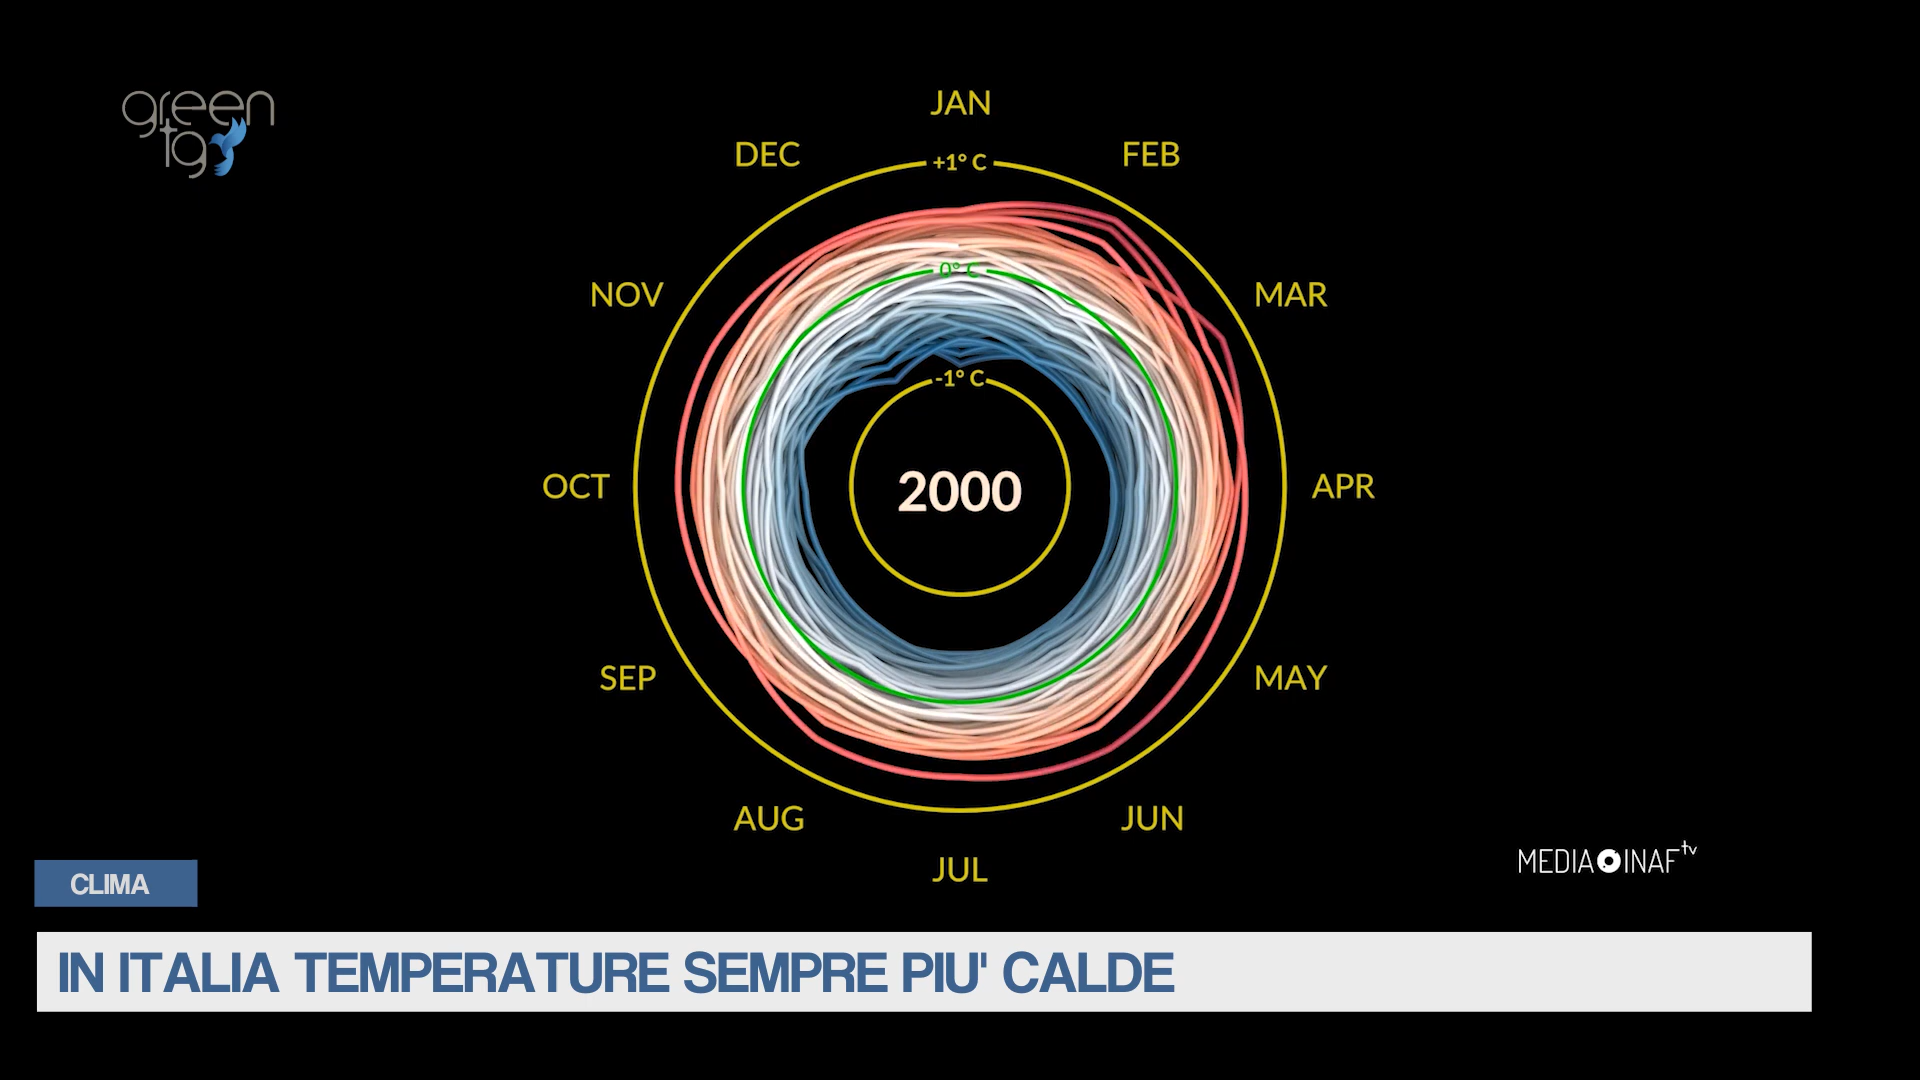 green
tg
JAN
DEC
FEB
+1° C
NOV
MAR
0° C
-1° C
OCT
2000
APR
SEP
MAY
AUG
JUN
JUL
MEDIA INAF tv
CLIMA
IN ITALIA TEMPERATURE SEMPRE PIU' CALDE